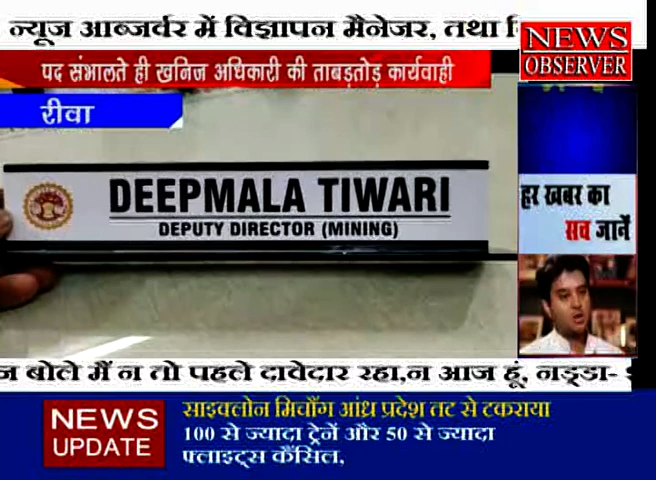 न्यूज आब्जर्वर में विज्ञापन मैनेजर, तथा
NEWS
OBSERVER
पद संभालते ही खनिज अधिकारी की ताबड़तोड़ कार्यवाही
रीवा
DEEPMALA TIWARI
DEPUTY DIRECTOR (MINING)
हर खबर का
सच जानें
बोले मैं न तो पहले दावेदार रहा,न आज हूं, नड्डा-
NEWS
UPDATE
साइक्लोन मिचौंग आंध्र प्रदेश तट से टकराया
100 से ज्यादा ट्रेनें और 50 से ज्यादा
फ्लाइट्स कैंसिल,